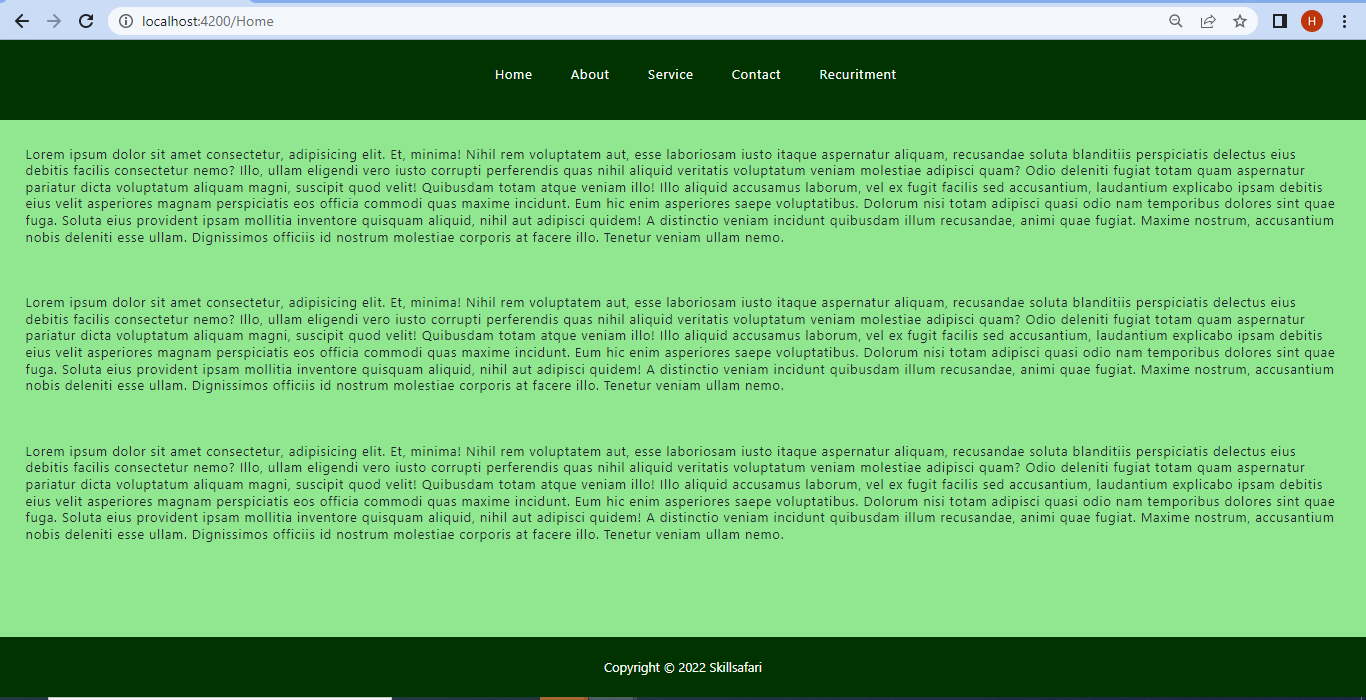 localhost:4200/Home
H
Home About Service Contact Recuritment
Lorem ipsum dolor sit amet consectetur, adipisicing elit. Et, minima! Nihil rem voluptatem aut, esse laboriosam iusto itaque aspernatur aliquam, recusandae soluta blanditiis perspiciatis delectus eius
debitis facilis consectetur nemo? Illo, ullam eligendi vero iusto corrupti perferendis quas nihil aliquid veritatis voluptatum veniam molestiae adipisci quam? Odio deleniti fugiat totam quam aspernatur
pariatur dicta voluptatum aliquam magni, suscipit quod velit! Quibusdam totam atque veniam illo! Illo aliquid accusamus laborum, vel ex fugit facilis sed accusantium, laudantium explicabo ipsam debitis
eius velit asperiores magnam perspiciatis eos officia commodi quas maxime incidunt. Eum hic enim asperiores saepe voluptatibus. Dolorum nisi totam adipisci quasi odio nam temporibus dolores sint quae
fuga. Soluta eius provident ipsam mollitia inventore quisquam aliquid, nihil aut adipisci quidem! A distinctio veniam incidunt quibusdam illum recusandae, animi quae fugiat. Maxime nostrum, accusantium
nobis deleniti esse ullam. Dignissimos officiis id nostrum molestiae corporis at facere illo. Tenetur veniam ullam nemo.
Lorem ipsum dolor sit amet consectetur, adipisicing elit. Et, minima! Nihil rem voluptatem aut, esse laboriosam iusto itaque aspernatur aliquam, recusandae soluta blanditiis perspiciatis delectus eius
debitis facilis consectetur nemo? Illo, ullam eligendi vero iusto corrupti perferendis quas nihil aliquid veritatis voluptatum veniam molestiae adipisci quam? Odio deleniti fugiat totam quam aspernatur
pariatur dicta voluptatum aliquam magni, suscipit quod velit! Quibusdam totam atque veniam illo! Illo aliquid accusamus laborum, vel ex fugit facilis sed accusantium, laudantium explicabo ipsam debitis
eius velit asperiores magnam perspiciatis eos officia commodi quas maxime incidunt. Eum hic enim asperiores saepe voluptatibus. Dolorum nisi totam adipisci quasi odio nam temporibus dolores sint quae
fuga. Soluta eius provident ipsam mollitia inventore quisquam aliquid, nihil aut adipisci quidem! A distinctio veniam incidunt quibusdam illum recusandae, animi quae fugiat. Maxime nostrum, accusantium
nobis deleniti esse ullam. Dignissimos officiis id nostrum molestiae corporis at facere illo. Tenetur veniam ullam nemo.
Lorem ipsum dolor sit amet consectetur, adipisicing elit. Et, minima! Nihil rem voluptatem aut, esse laboriosam iusto itaque aspernatur aliquam, recusandae soluta blanditiis perspiciatis delectus eius
debitis facilis consectetur nemo? Illo, ullam eligendi vero iusto corrupti perferendis quas nihil aliquid veritatis voluptatum veniam molestiae adipisci quam? Odio deleniti fugiat totam quam aspernatur
pariatur dicta voluptatum aliquam magni, suscipit quod velit! Quibusdam totam atque veniam illo! Illo aliquid accusamus laborum, vel ex fugit facilis sed accusantium, laudantium explicabo ipsam debitis
eius velit asperiores magnam perspiciatis eos officia commodi quas maxime incidunt. Eum hic enim asperiores saepe voluptatibus. Dolorum nisi totam adipisci quasi odio nam temporibus dolores sint quae
fuga. Soluta eius provident ipsam mollitia inventore quisquam aliquid, nihil aut adipisci quidem! A distinctio veniam incidunt quibusdam illum recusandae, animi quae fugiat. Maxime nostrum, accusantium
nobis deleniti esse ullam. Dignissimos officiis id nostrum molestiae corporis at facere illo. Tenetur veniam ullam nemo.
Copyright © 2022 Skillsafari